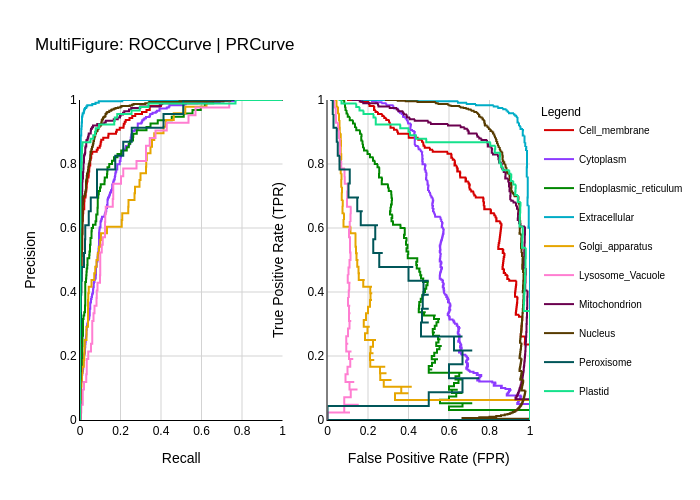 MultiFigure: ROCCurve | PRCurve
Precision
1
0.8
0.6
0.4
0.2
0
0
0.2
0.4
0.6
0.8
1
Recall
True Positive Rate (TPR)
1
0.8
0.6
0.4
0.2
0
0
0.2
0.4
0.6
0.8
1
False Positive Rate (FPR)
Legend
Cell_membrane
Cytoplasm
Endoplasmic_reticulum
Extracellular
Golgi_apparatus
Lysosome_Vacuole
Mitochondrion
Nucleus
Peroxisome
Plastid